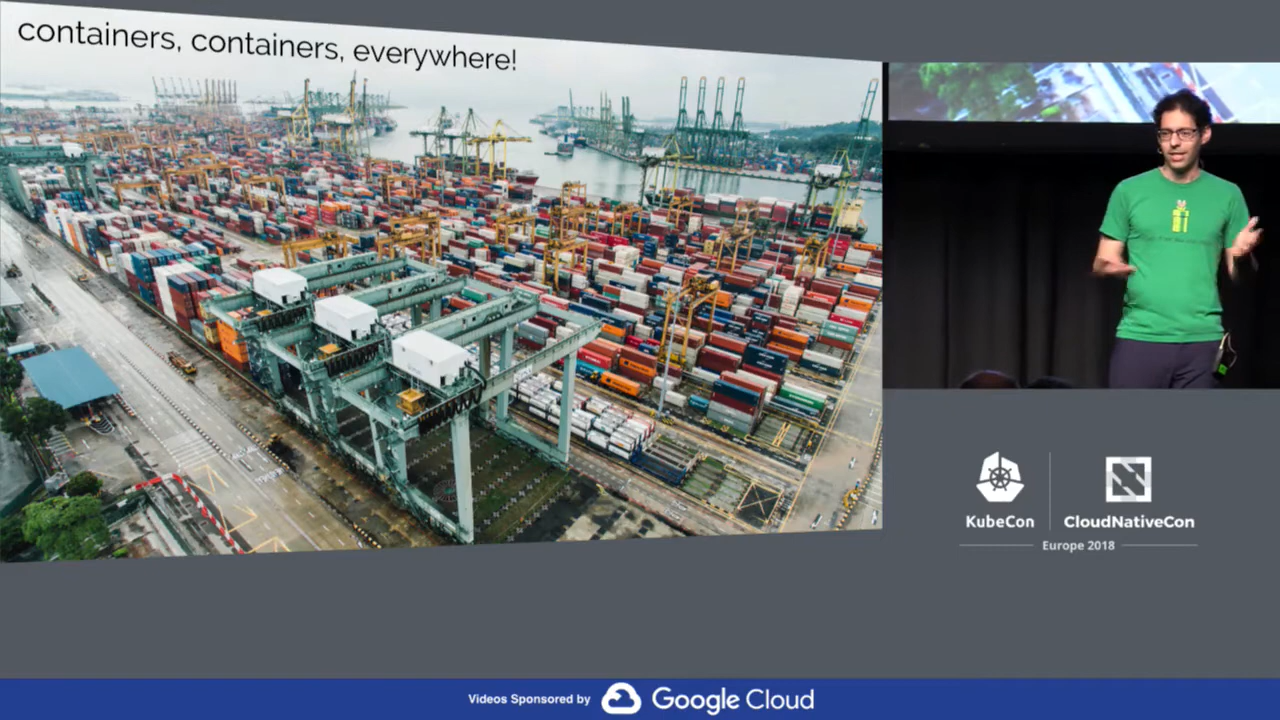 containers, containers, everywhere!
KubeCon
CloudNativeCon
Europe 2018
Videos Sponsored by Google Cloud